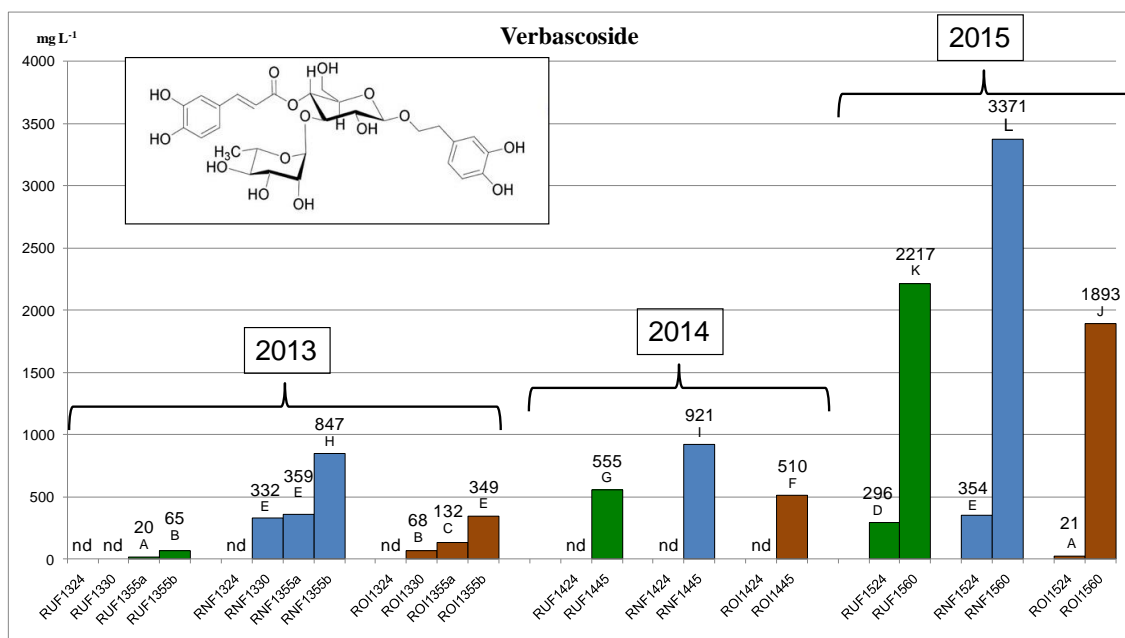 mg L-1
Verbascoside
2015
4000
3500
3000
2500
2000
1500
1000
500
0
OH
H
O
O
O
OH
HO
HO
O
O
H
OH
O
H3C
O
HO
HO
OH
OH
OH
2013
2014
nd nd 20 A 65 B
nd 332 E 359 E 847 H
nd 68 B 132 C 349 E
nd 555 G
nd 921 I
nd 510 F
296 D 2217 K
354 E 3371 L
21 A 1893 J
RUF1324
RUF1330
RUF1355a
RUF1355b
RNF1324
RNF1330
RNF1355a
RNF1355b
ROI1324
ROI1330
ROI1355a
ROI1355b
RUF1424
RUF1445
RNF1424
RNF1445
ROI1424
ROI1445
RUF1524
RUF1560
RNF1524
RNF1560
ROI1524
ROI1560